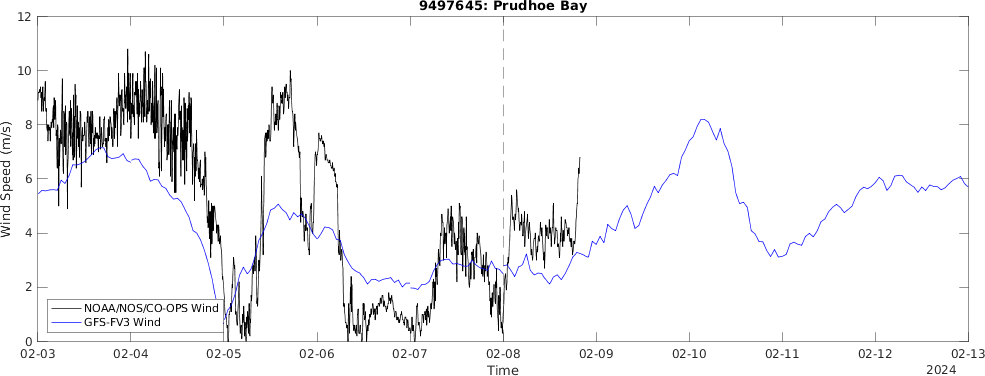 9497645: Prudhoe Bay
12
10
8
6
4
2
0
Wind Speed (m/s)
NOAA/NOS/CO-OPS Wind
GFS-FV3 Wind
02-03 02-04 02-05 02-06 02-07 02-08 02-09 02-10 02-11 02-12 02-13
Time
2024